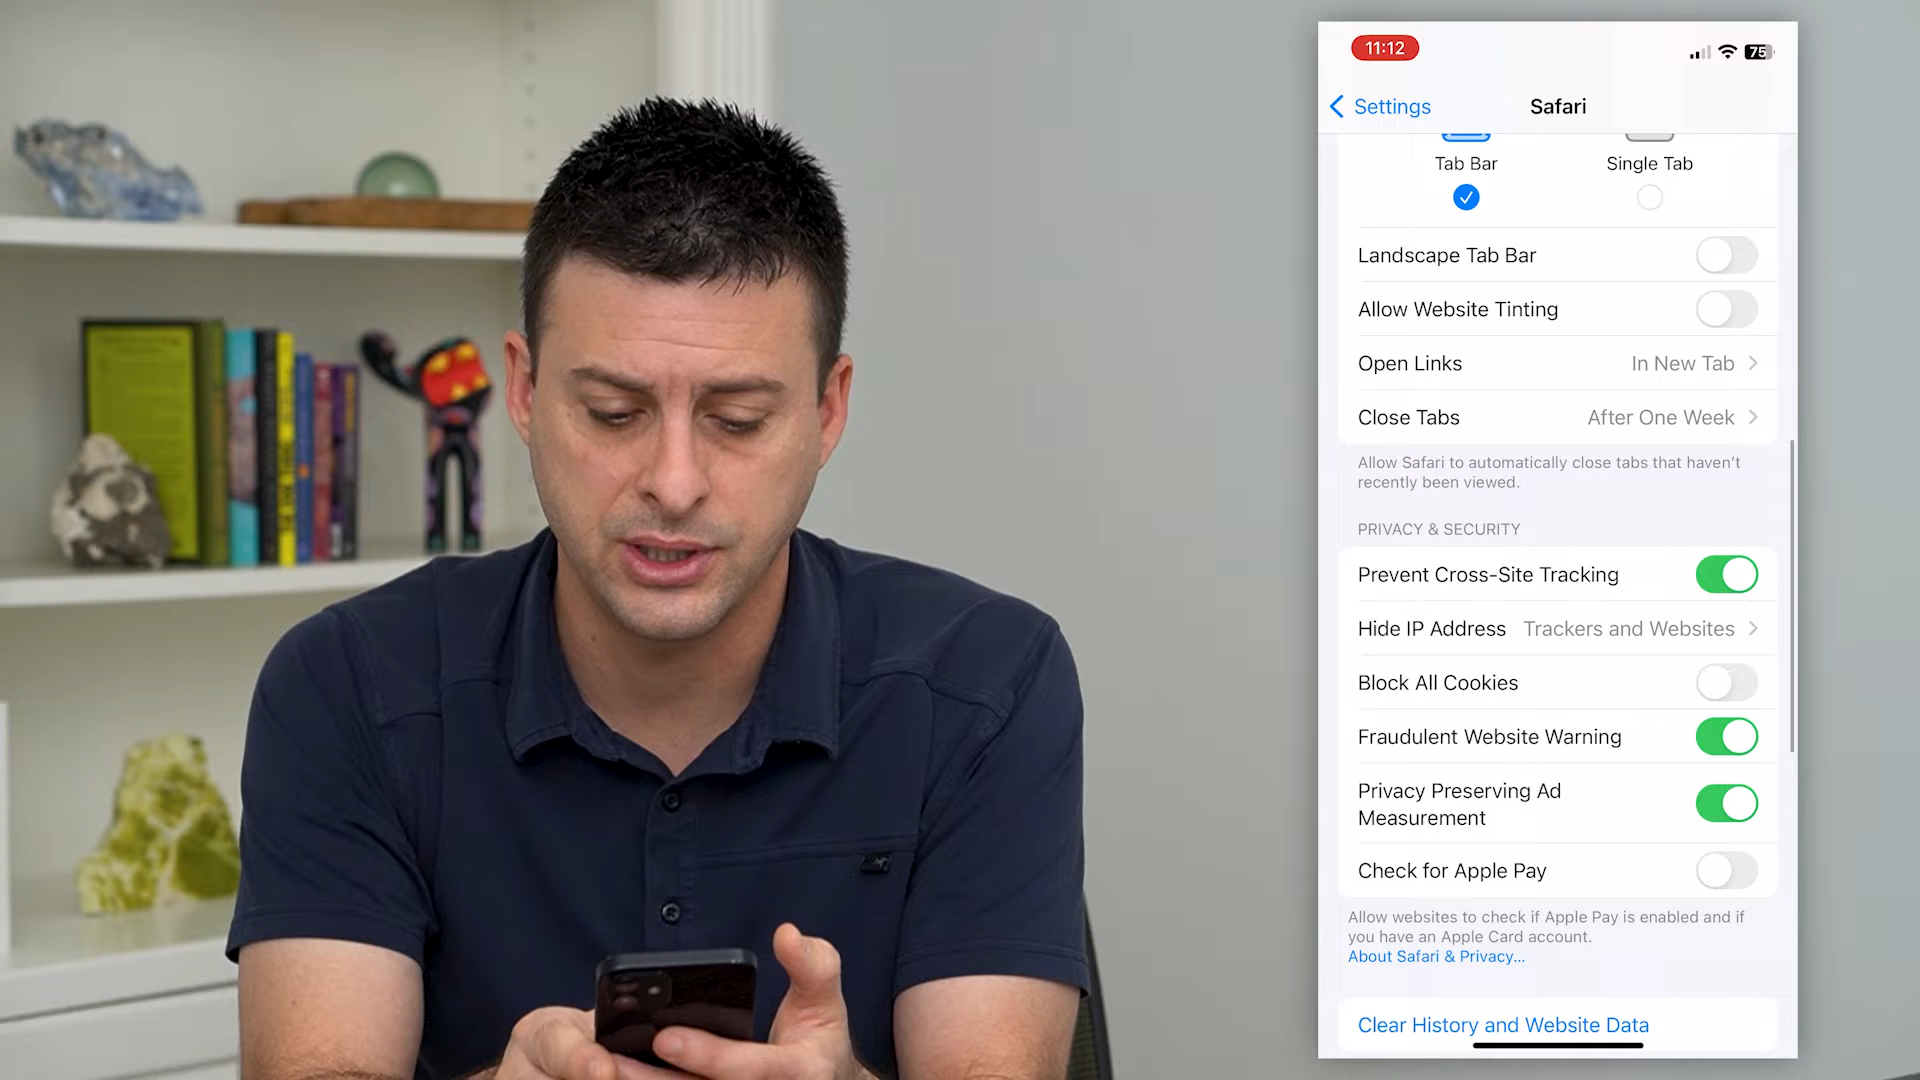 11:12
75
Settings
Safari
Tab Bar
Single Tab
Landscape Tab Bar
Allow Website Tinting
Open Links In New Tab
Close Tabs After One Week
Allow Safari to automatically close tabs that haven't
recently been viewed.
PRIVACY & SECURITY
Prevent Cross-Site Tracking
Hide IP Address Trackers and Websites
Block All Cookies
Fraudulent Website Warning
Privacy Preserving Ad
Measurement
Check for Apple Pay
Allow websites to check if Apple Pay is enabled and if
you have an Apple Card account.
About Safari & Privacy...
Clear History and Website Data